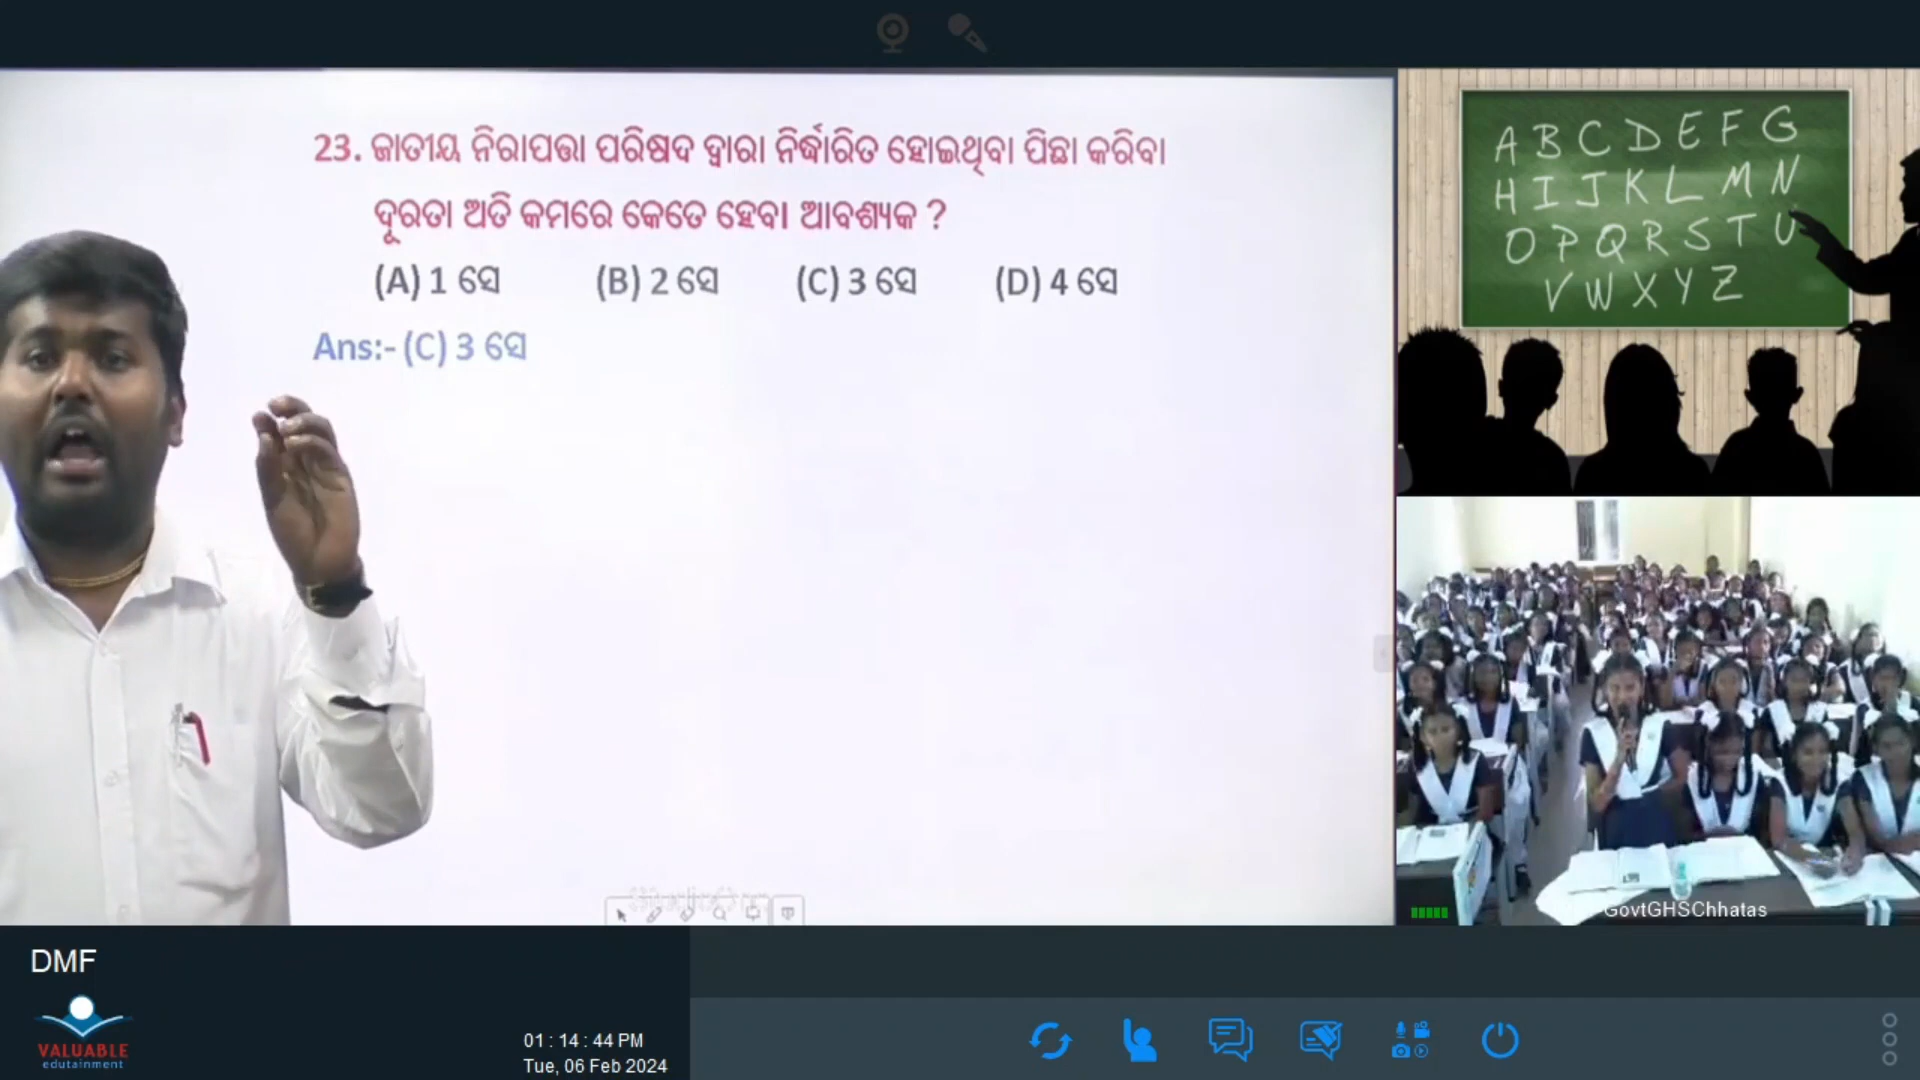 23. ଜାତୀୟ ନିରାପତ୍ତା ପରିଷଦ ଦ୍ୱାରା ନିର୍ଦ୍ଧାରିତ ହୋଇଥିବା ପିଛା କରିବା
ଦୂରତା ଅତି କମରେ କେତେ ହେବା ଆବଶ୍ୟକ ?
(A) 1 ସେ (B) 2 ସେ (C) 3 ସେ (D) 4 ସେ
Ans:- (C) 3 ସେ
A B C D E F G
H I J K L M N
O P Q R S T U
V W X Y Z
GovtGHSChhatas
DMF
VALUABLE
edutainment
01 : 14 : 44 PM
Tue, 06 Feb 2024